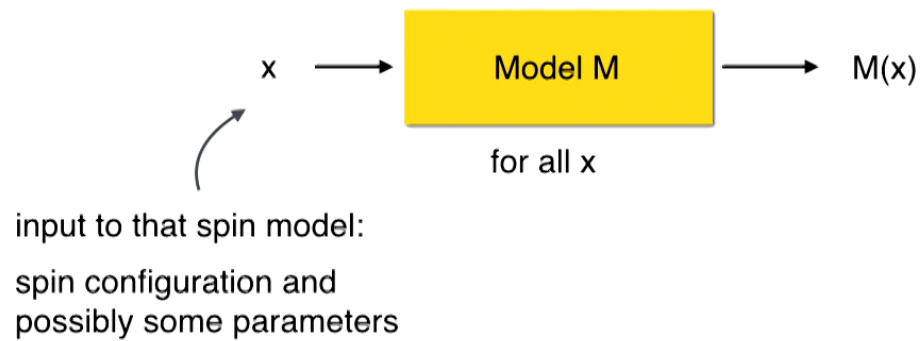 x
Model M
M(x)
for all x
input to that spin model:
spin configuration and
possibly some parameters